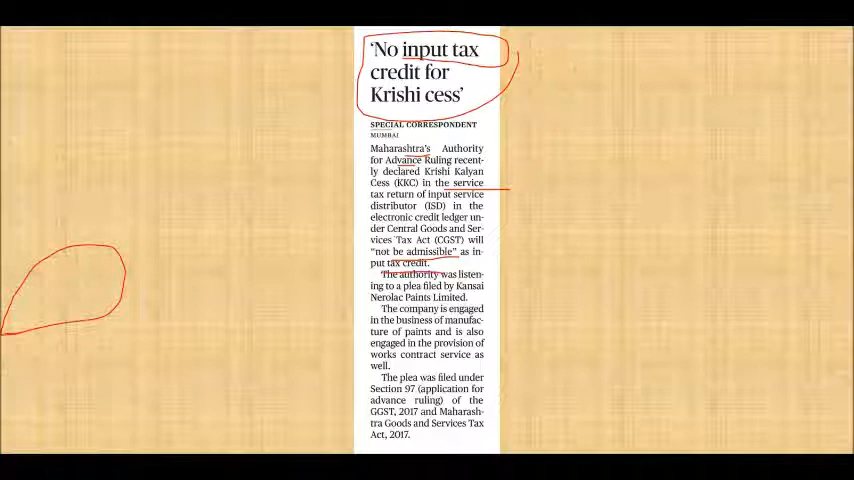 ‘No input tax
credit for
Krishi cess’
SPECIAL CORRESPONDENT
MUMBAI
Maharashtra’s Authority
for Advance Ruling recent-
ly declared Krishi Kalyan
Cess (KKC) in the service
tax return of input service
distributor (ISD) in the
electronic credit ledger un-
der Central Goods and Ser-
vices Tax Act (CGST) will
“not be admissible” as in-
put tax credit.
The authority was listen-
ing to a plea filed by Kansai
Nerolac Paints Limited.
The company is engaged
in the business of manufac-
ture of paints and is also
engaged in the provision of
works contract service as
well.
The plea was filed under
Section 97 (application for
advance ruling) of the
GGST, 2017 and Maharash-
tra Goods and Services Tax
Act, 2017.